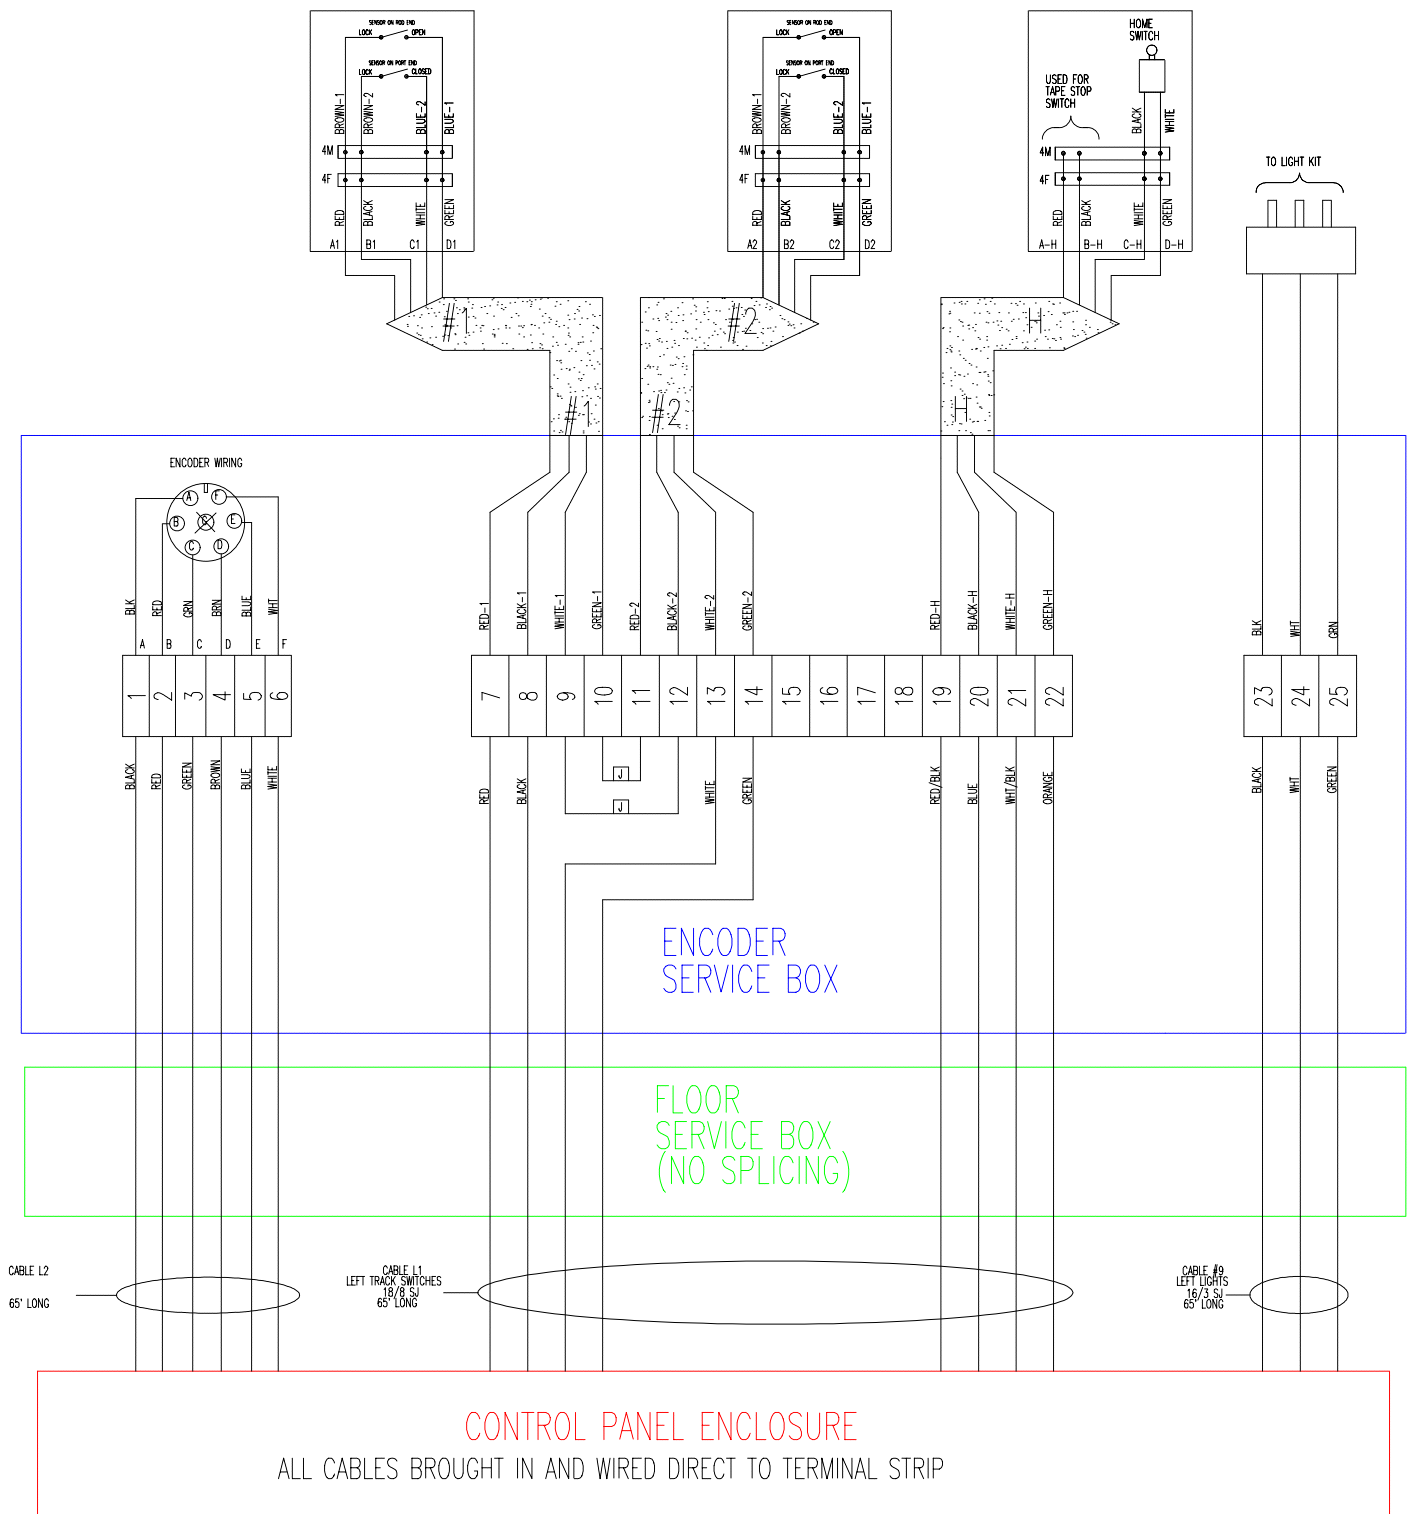 SENSOR ON ROD END
LOCK OPEN
SENSOR ON PORT END
LOCK CLOSED
BROWN-1
BROWN-2
BLUE-2
BLUE-1
4M
4F
RED
BLACK
WHITE
GREEN
A1 B1 C1 D1
SENSOR ON ROD END
LOCK OPEN
SENSOR ON PORT END
LOCK CLOSED
BROWN-1
BROWN-2
BLUE-2
BLUE-1
4M
4F
RED
BLACK
WHITE
GREEN
A2 B2 C2 D2
HOME
SWITCH
USED FOR
TAPE STOP
SWITCH
BLACK
WHITE
4M
4F
RED
BLACK
WHITE
GREEN
A-H B-H C-H D-H
TO LIGHT KIT
#1
#2
H
#1
#2
H
ENCODER WIRING
A
F
B
G
E
C
D
BLK
RED
GRN
BRN
BLUE
WHT
A B C D E F
RED-1
BLACK-1
WHITE-1
GREEN-1
RED-2
BLACK-2
WHITE-2
GREEN-2
RED-H
BLACK-H
WHITE-H
GREEN-H
BLK
WHT
GRN
1 2 3 4 5 6
7 8 9 10 11 12 13 14 15 16 17 18 19 20 21 22
23 24 25
BLACK
RED
GREEN
BROWN
BLUE
WHITE
RED
BLACK
J
J
WHITE
GREEN
RED/BLK
BLUE
WHT/BLK
ORANGE
BLACK
WHT
GREEN
ENCODER
SERVICE BOX
FLOOR
SERVICE BOX
(NO SPLICING)
CABLE L2
65' LONG
CABLE L1
LEFT TRACK SWITCHES
18/8 SJ
65' LONG
CABLE #9
LEFT LIGHTS
16/3 SJ
65' LONG
CONTROL PANEL ENCLOSURE
ALL CABLES BROUGHT IN AND WIRED DIRECT TO TERMINAL STRIP